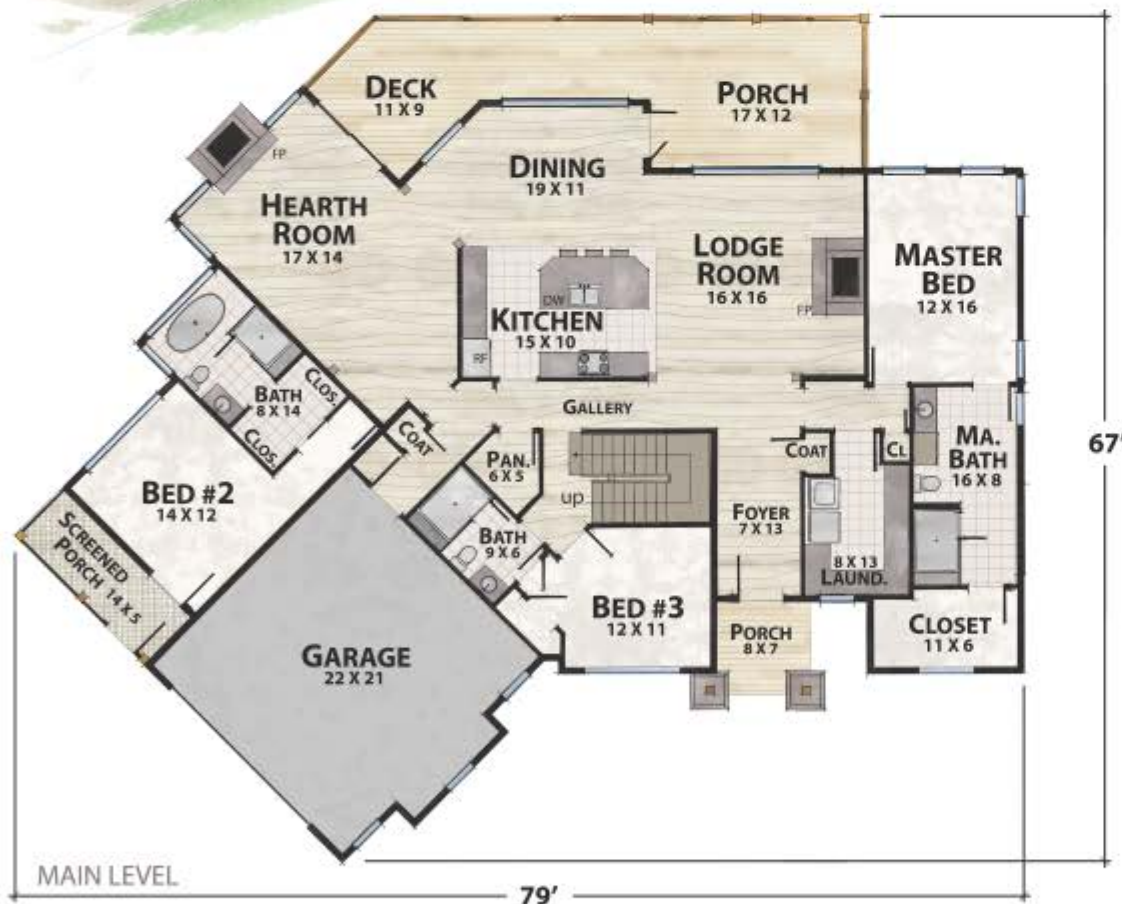 DECK
11 X 9
PORCH
17 X 12
FP
DINING
19 X 11
HEARTH
ROOM
17 X 14
LODGE
ROOM
16 X 16
MASTER
BED
12 X 16
DW
FP
KITCHEN
15 X 10
RF
CLOS.
BATH
8 X 14
GALLERY
CLOS.
COAT
COAT
CL
MA.
BATH
16 X 8
67'
PAN.
6 X 5
BED #2
14 X 12
UP
FOYER
7 X 13
SCREENED
PORCH 14 X 5
BATH
9 X 6
8 X 13
LAUND.
BED #3
12 X 11
PORCH
8 X 7
CLOSET
11 X 6
GARAGE
22 X 21
MAIN LEVEL
79'